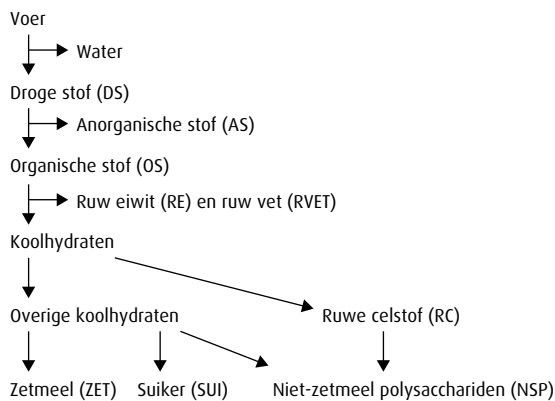 Voer
Water
Droge stof (DS)
Anorganische stof (AS)
Organische stof (OS)
Ruw eiwit (RE) en ruw vet (RVET)
Koolhydraten
Overige koolhydraten Ruwe celstof (RC)
Zetmeel (ZET) Suiker (SUI) Niet-zetmeel polysacchariden (NSP)